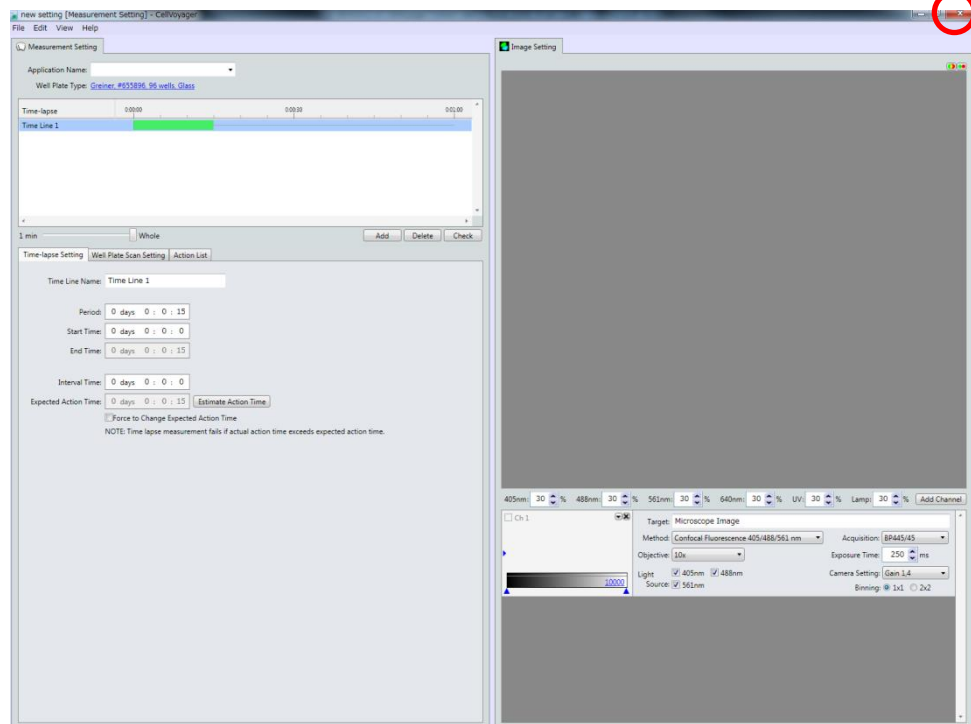 new setting [Measurement Setting] - CellVoyager
File Edit View Help
Measurement Setting
Application Name:
Well Plate Type: Greiner, #655896, 96 wells, Glass
Time-lapse 0:00:00 0:00:30 0:01:00
Time Line 1
1 min Whole Add Delete Check
Time-lapse Setting Well Plate Scan Setting Action List
Time Line Name: Time Line 1
Period: 0 days 0 : 0 : 15
Start Time: 0 days 0 : 0 : 0
End Time: 0 days 0 : 0 : 15
Interval Time: 0 days 0 : 0 : 0
Expected Action Time: 0 days 0 : 0 : 15 Estimate Action Time
Force to Change Expected Action Time
NOTE: Time lapse measurement fails if actual action time exceeds expected action time.
Image Setting
405nm: 30 % 488nm: 30 % 561nm: 30 % 640nm: 30 % UV: 30 % Lamp: 30 % Add Channel
Ch 1
10000
Target: Microscope Image
Method: Confocal Fluorescence 405/488/561 nm Acquisition: BP445/45
Objective: 10x Exposure Time: 250 ms
Light Source: 405nm 488nm 561nm
Camera Setting: Gain 1,4
Binning: 1x1 2x2